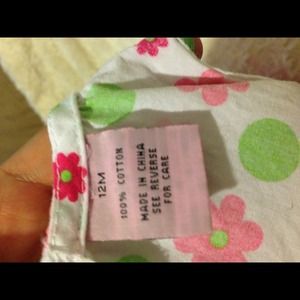 12M
100% COTTON
MADE IN CHINA
SEE REVERSE
FOR CARE